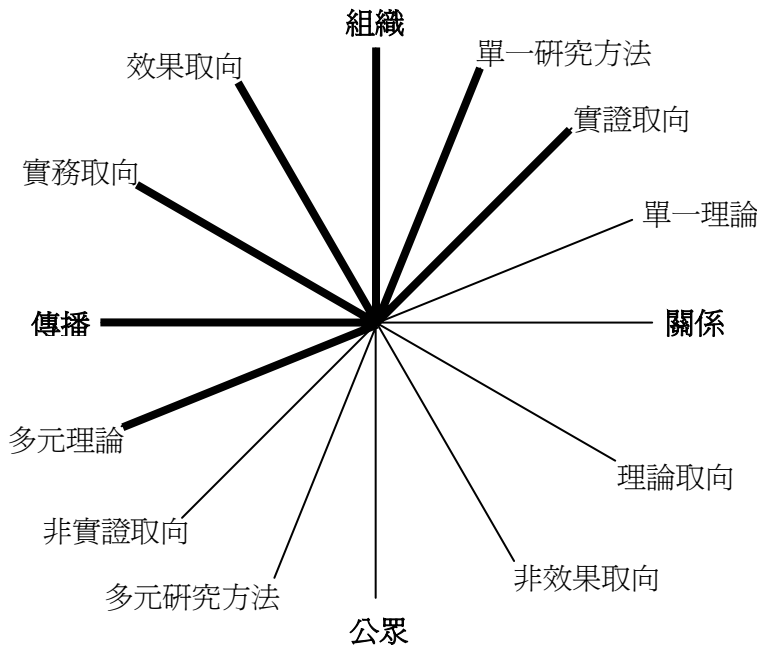 組織
效果取向
單一研究方法
實證取向
實務取向
單一理論
傳播
關係
多元理論
理論取向
非實證取向
非效果取向
多元研究方法
公眾